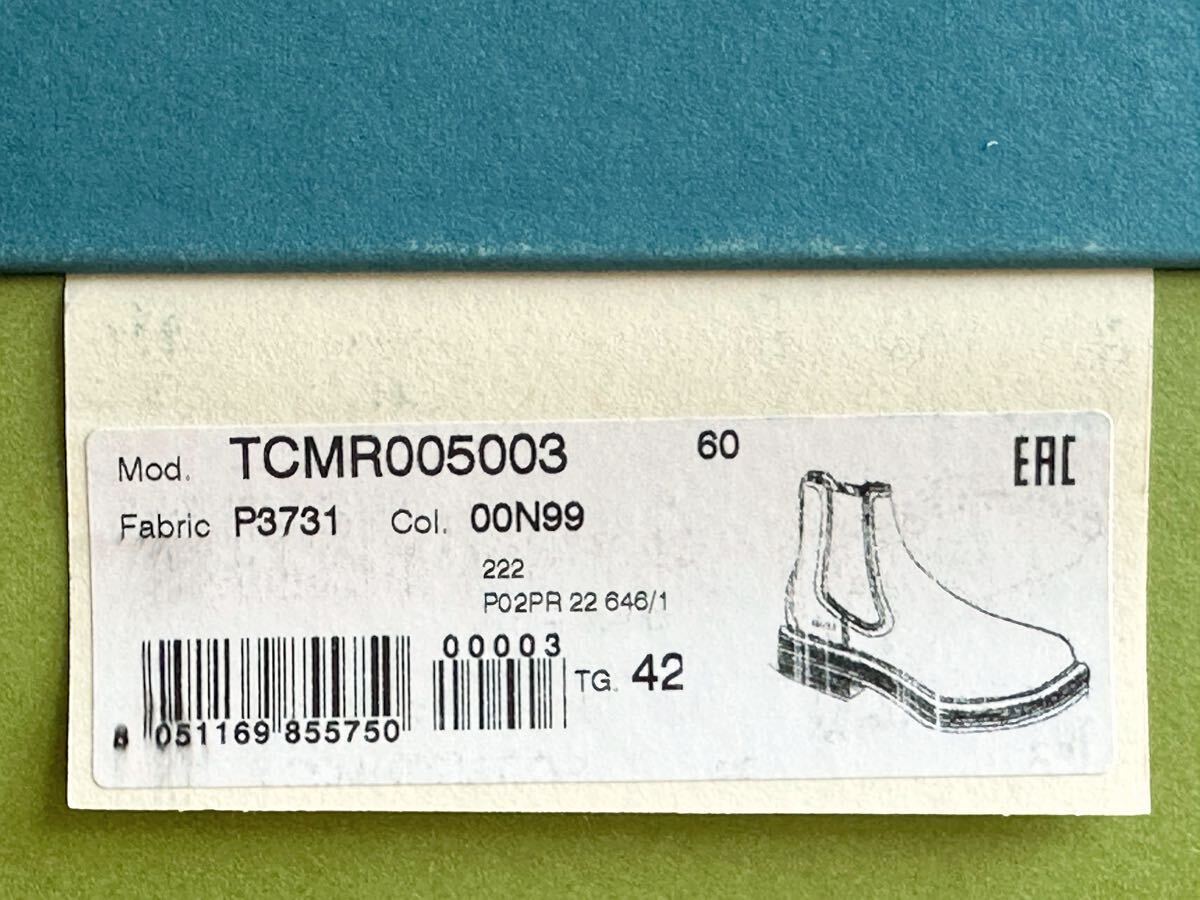 Mod. TCMR005003 60 EAC
Fabric P3731 Col. 00N99
222
P02PR 22 646/1
00003
TG. 42
8 051169 855750